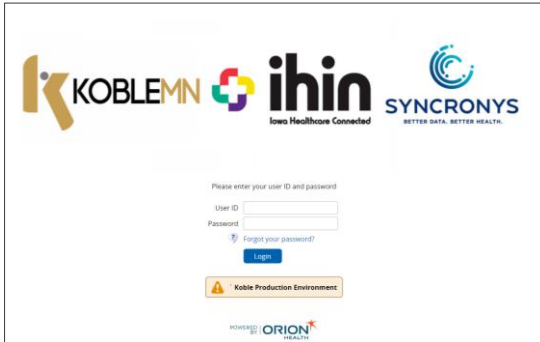 KOBLEMN
ihin
Iowa Healthcare Connected
SYNCRONYS
BETTER DATA. BETTER HEALTH.
Please enter your user ID and password
User ID
Password
Forgot your password?
Login
Koble Production Environment
POWERED BY ORION HEALTH